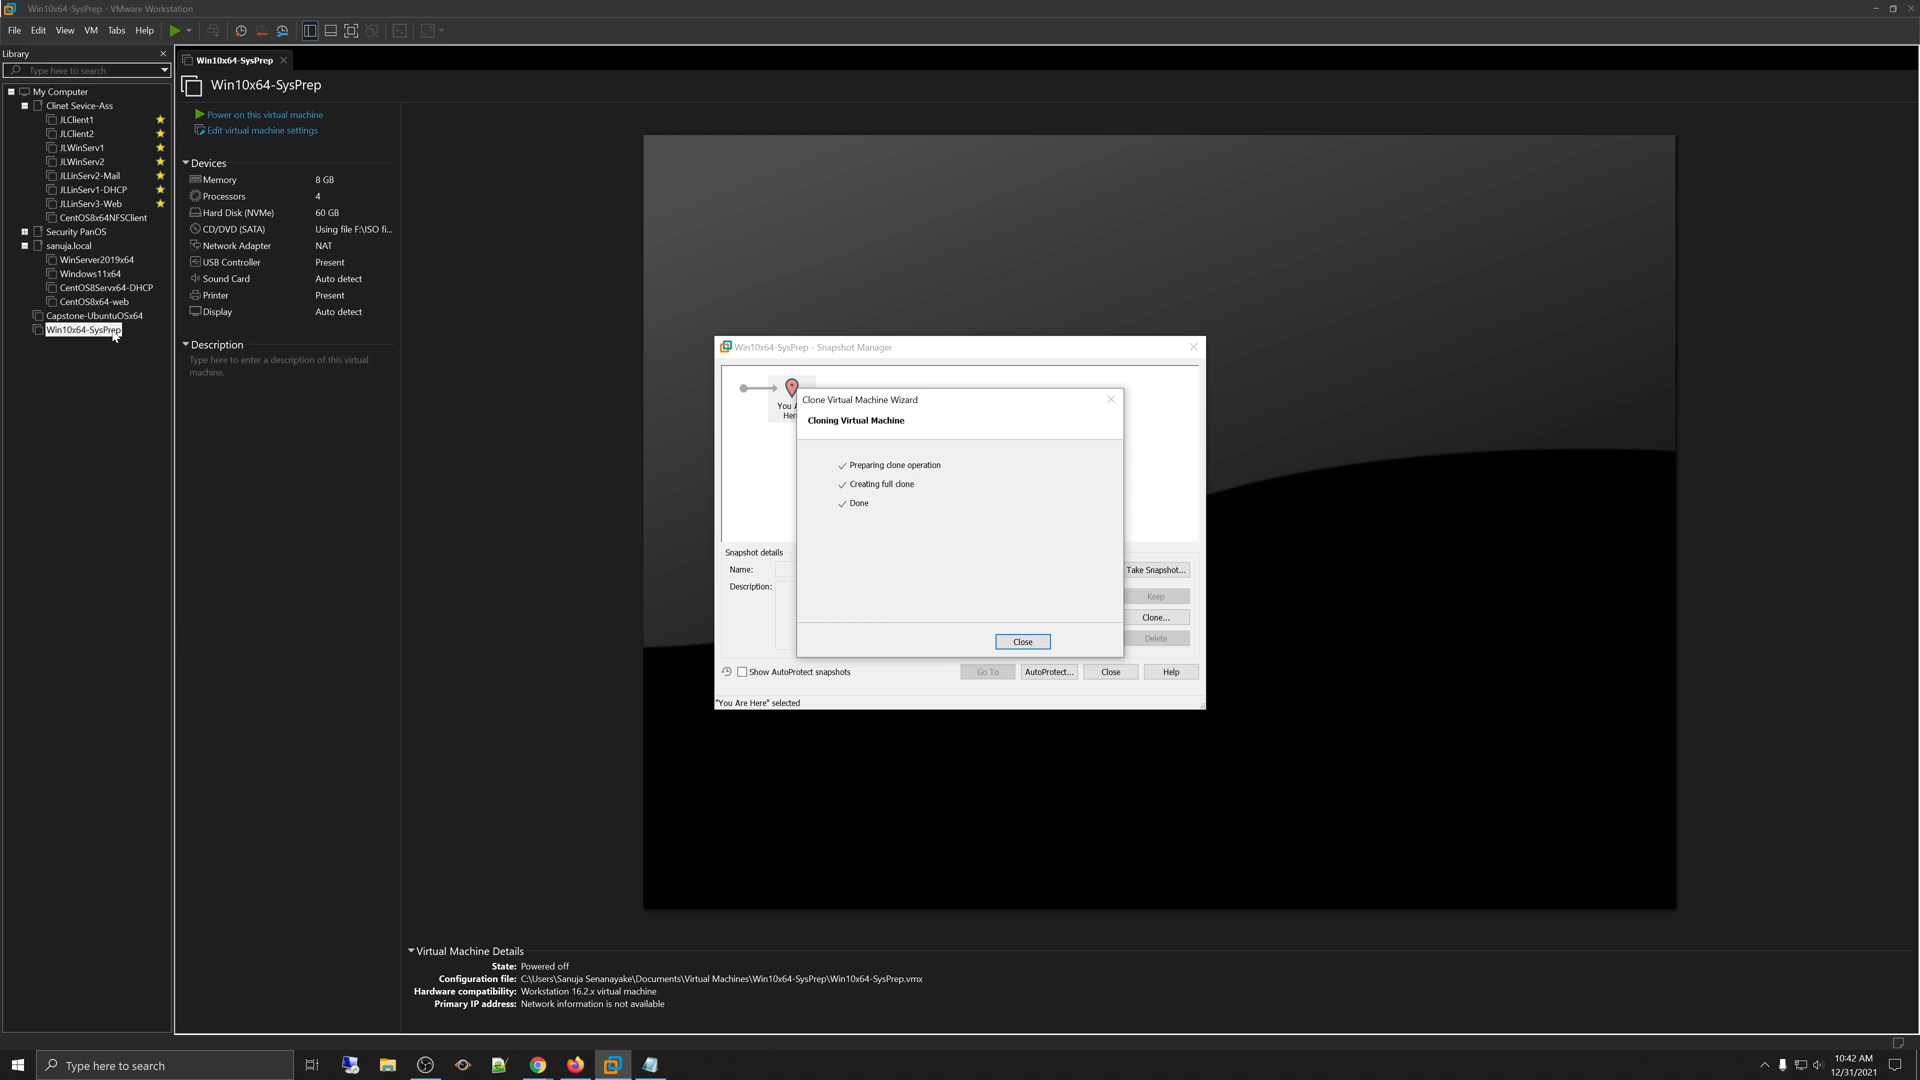 Win10x64-SysPrep - VMware Workstation
File Edit View VM Tabs Help
Library
Type here to search
My Computer
Clinet Sevice-Ass
JLClient1
JLClient2
JLWinServ1
JLWinServ2
JLLinServ2-Mail
JLLinServ1-DHCP
JLLinServ3-Web
CentOS8x64NFSClient
Security PanOS
sanuja.local
WinServer2019x64
Windows11x64
CentOS8Servx64-DHCP
CentOS8x64-web
Capstone-UbuntuOSx64
Win10x64-SysPrep
Win10x64-SysPrep
Win10x64-SysPrep
Power on this virtual machine
Edit virtual machine settings
Devices
Memory 8 GB
Processors 4
Hard Disk (NVMe) 60 GB
CD/DVD (SATA) Using file F:\ISO fi...
Network Adapter NAT
USB Controller Present
Sound Card Auto detect
Printer Present
Display Auto detect
Description
Type here to enter a description of this virtual
machine.
Win10x64-SysPrep - Snapshot Manager
You A
Here
Clone Virtual Machine Wizard
Cloning Virtual Machine
Preparing clone operation
Creating full clone
Done
Close
Snapshot details
Name:
Description:
Take Snapshot...
Keep
Clone...
Delete
Show AutoProtect snapshots
Go To AutoProtect... Close Help
"You Are Here" selected
Virtual Machine Details
State: Powered off
Configuration file: C:\Users\Sanuja Senanayake\Documents\Virtual Machines\Win10x64-SysPrep\Win10x64-SysPrep.vmx
Hardware compatibility: Workstation 16.2.x virtual machine
Primary IP address: Network information is not available
Type here to search
10:42 AM
12/31/2021